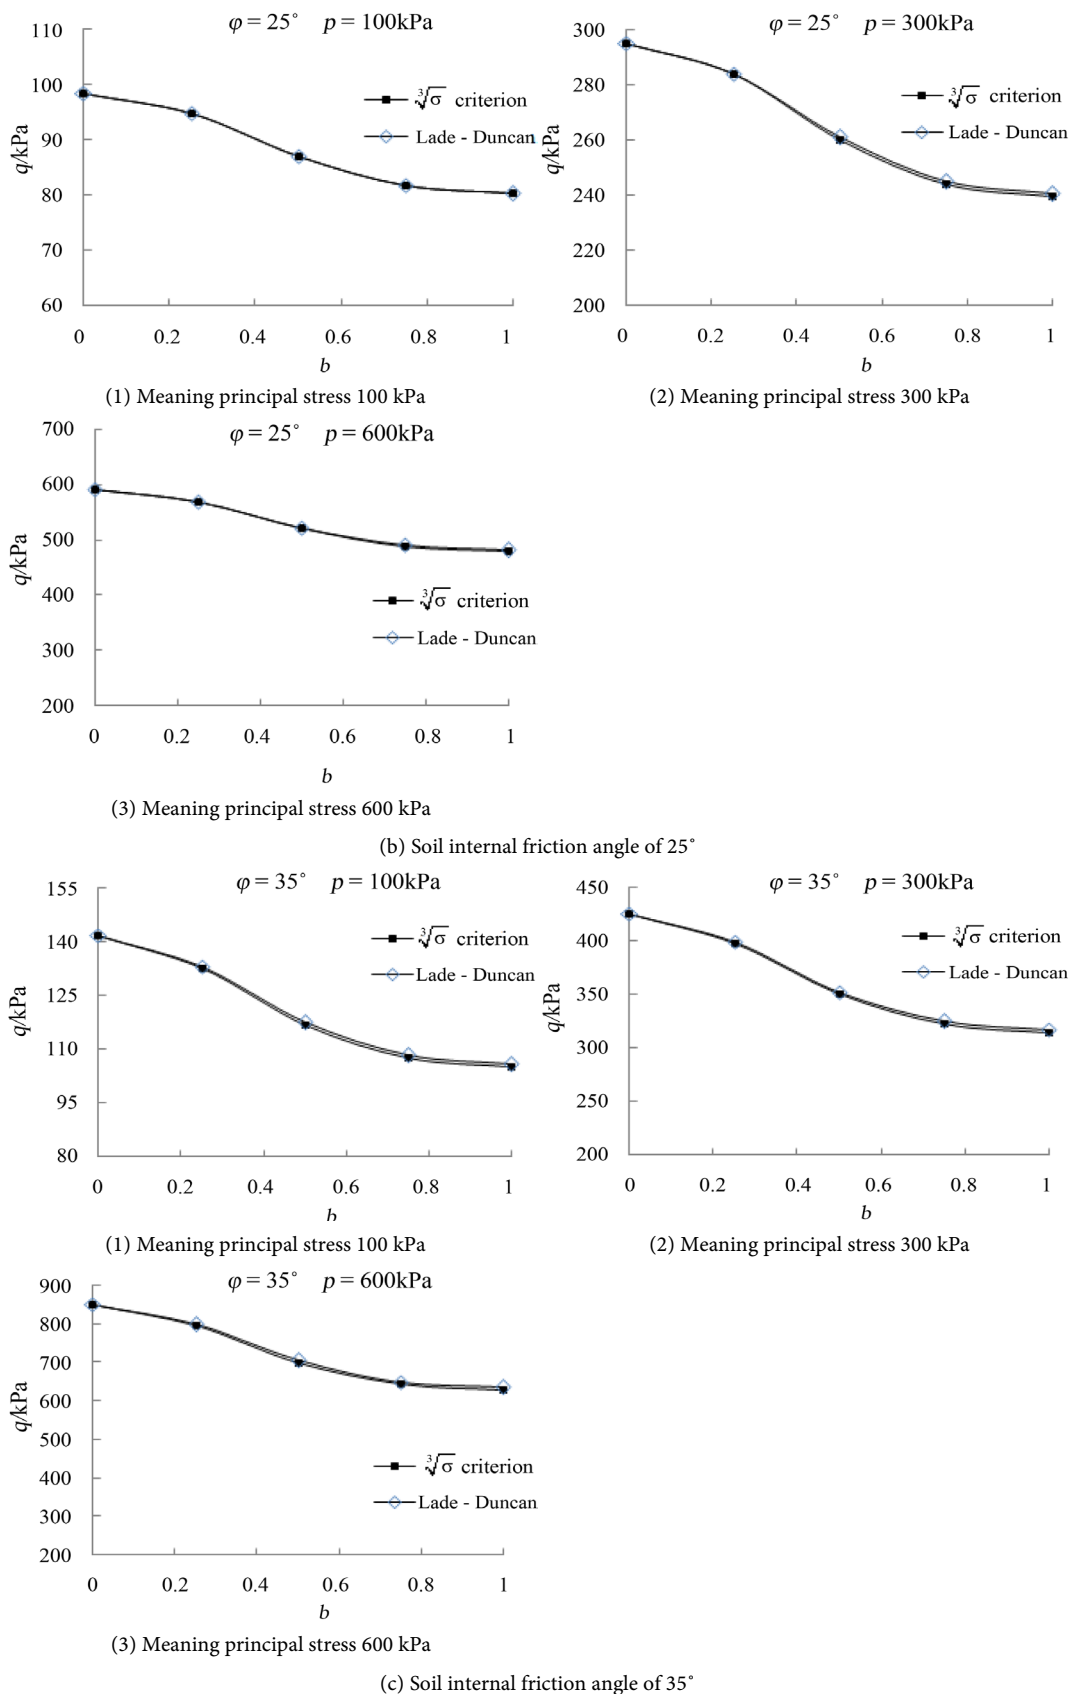 φ = 25° p = 100kPa
110
100
90
80
70
60
q/kPa
∛σ criterion
Lade - Duncan
0 0.2 0.4 0.6 0.8 1
b
(1) Meaning principal stress 100 kPa
φ = 25° p = 300kPa
300
280
260
240
220
200
q/kPa
∛σ criterion
Lade - Duncan
0 0.2 0.4 0.6 0.8 1
b
(2) Meaning principal stress 300 kPa
φ = 25° p = 600kPa
700
600
500
400
300
200
q/kPa
∛σ criterion
Lade - Duncan
0 0.2 0.4 0.6 0.8 1
b
(3) Meaning principal stress 600 kPa
(b) Soil internal friction angle of 25˚
φ = 35° p = 100kPa
155
140
125
110
95
80
q/kPa
∛σ criterion
Lade - Duncan
0 0.2 0.4 0.6 0.8 1
b
(1) Meaning principal stress 100 kPa
φ = 35° p = 300kPa
450
400
350
300
250
200
q/kPa
∛σ criterion
Lade - Duncan
0 0.2 0.4 0.6 0.8 1
b
(2) Meaning principal stress 300 kPa
φ = 35° p = 600kPa
900
800
700
600
500
400
300
200
q/kPa
∛σ criterion
Lade - Duncan
0 0.2 0.4 0.6 0.8 1
b
(3) Meaning principal stress 600 kPa
(c) Soil internal friction angle of 35˚